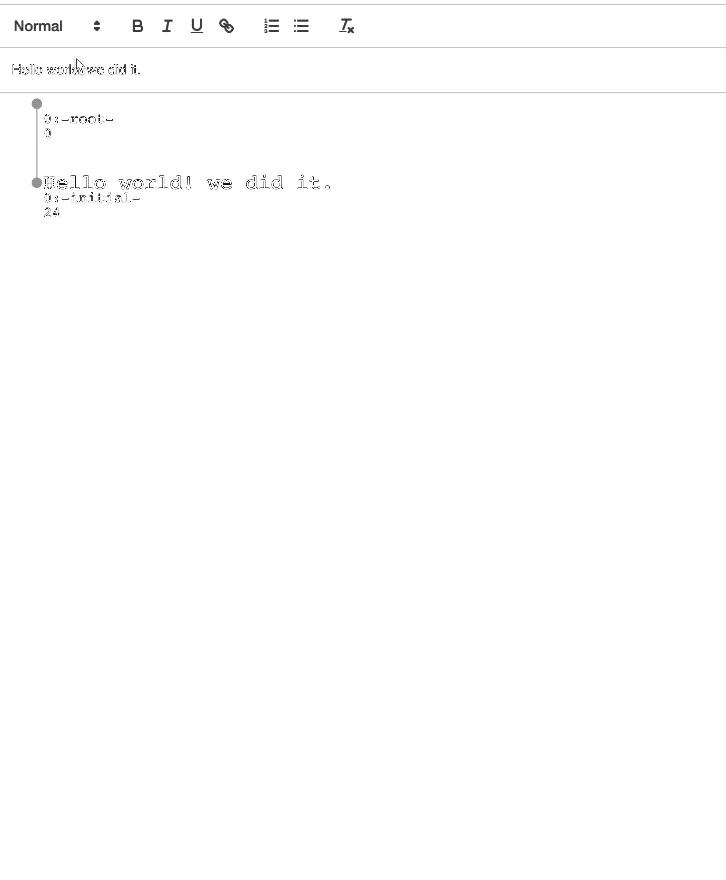 Normal
Hello world! we did it.
0:-root-
0
Hello world! we did it.
0:-initial-
24